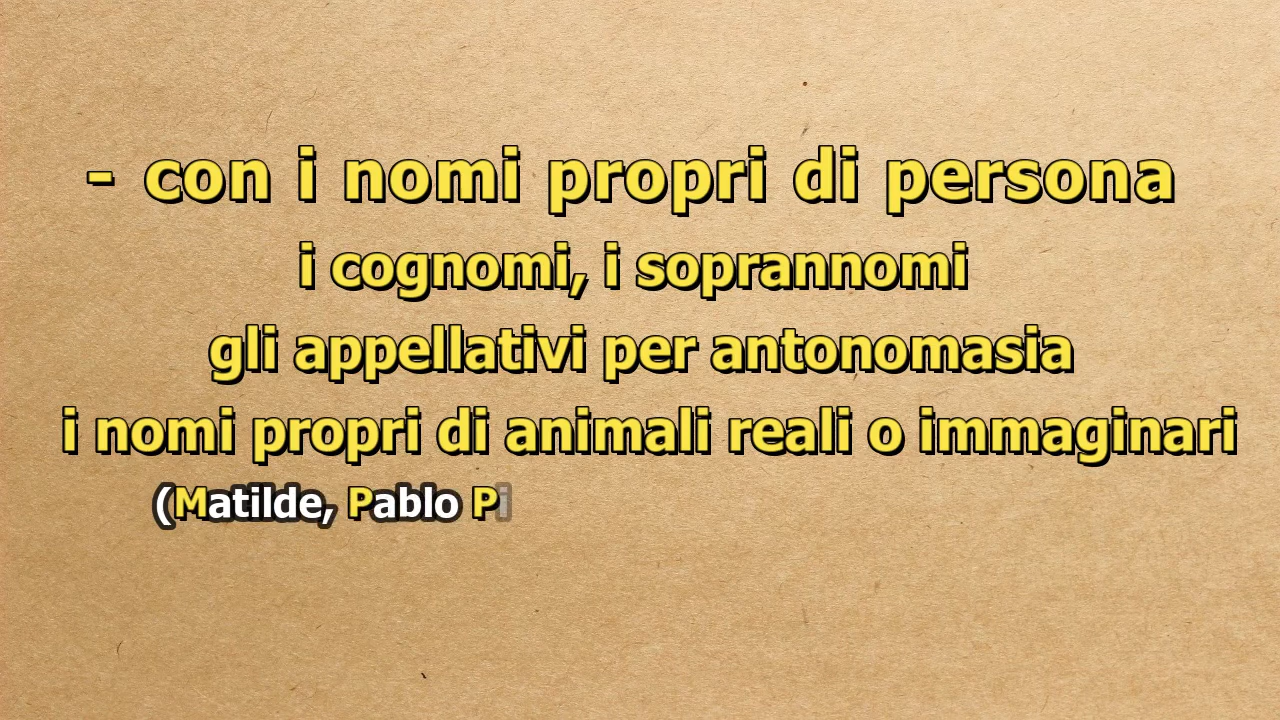 - con i nomi propri di persona
i cognomi, i soprannomi
gli appellativi per antonomasia
i nomi propri di animali reali o immaginari
(Matilde, Pablo Pi